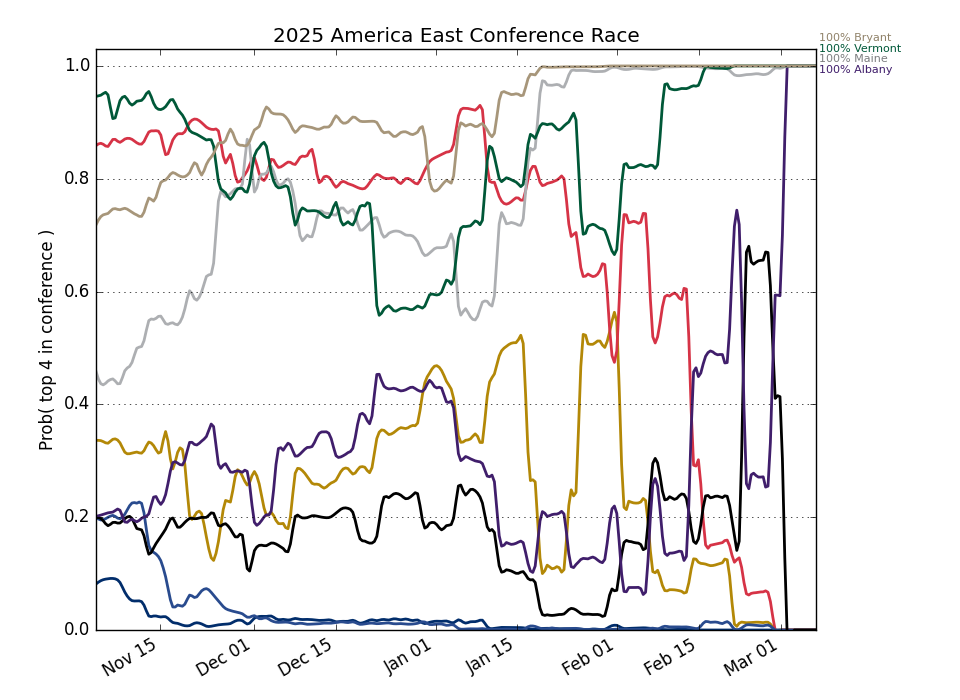 2025 America East Conference Race
100% Bryant
100% Vermont
100% Maine
100% Albany
Prob( top 4 in conference )
1.0
0.8
0.6
0.4
0.2
0.0
Nov 15
Dec 01
Dec 15
Jan 01
Jan 15
Feb 01
Feb 15
Mar 01